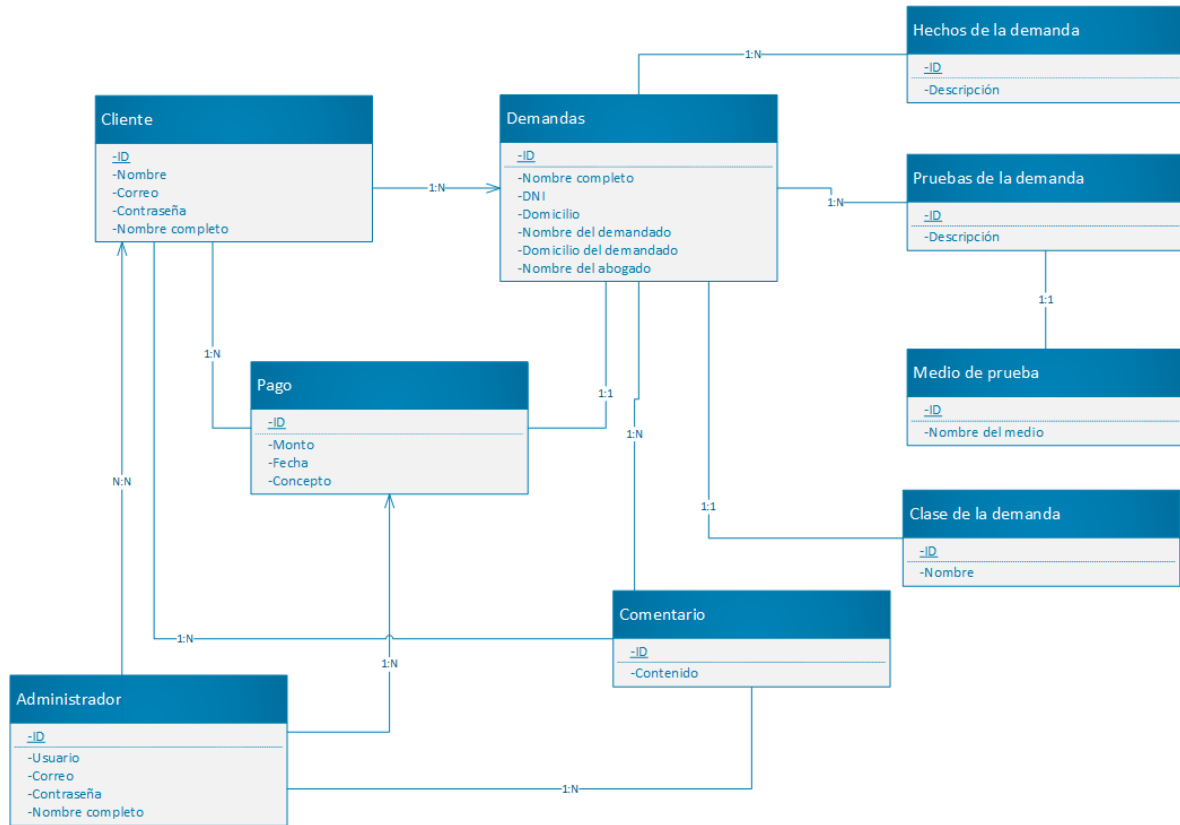 Hechos de la demanda
-ID
-Descripción
1:N
Cliente
-ID
-Nombre
-Correo
-Contraseña
-Nombre completo
1:N
Demandas
-ID
-Nombre completo
-DNI
-Domicilio
-Nombre del demandado
-Domicilio del demandado
-Nombre del abogado
1:N
Pruebas de la demanda
-ID
-Descripción
1:1
Medio de prueba
-ID
-Nombre del medio
1:N
Pago
-ID
-Monto
-Fecha
-Concepto
1:1
1:N
1:1
N:N
Clase de la demanda
-ID
-Nombre
Comentario
-ID
-Contenido
1:N
1:N
Administrador
-ID
-Usuario
-Correo
-Contraseña
-Nombre completo
1:N